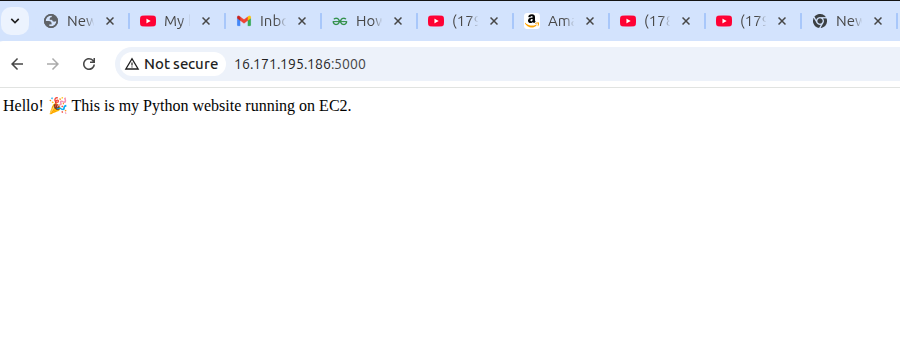 New
My
Inbo
How
(179
Ama
(178
(179
New
Not secure 16.171.195.186:5000
Hello! 🎉 This is my Python website running on EC2.